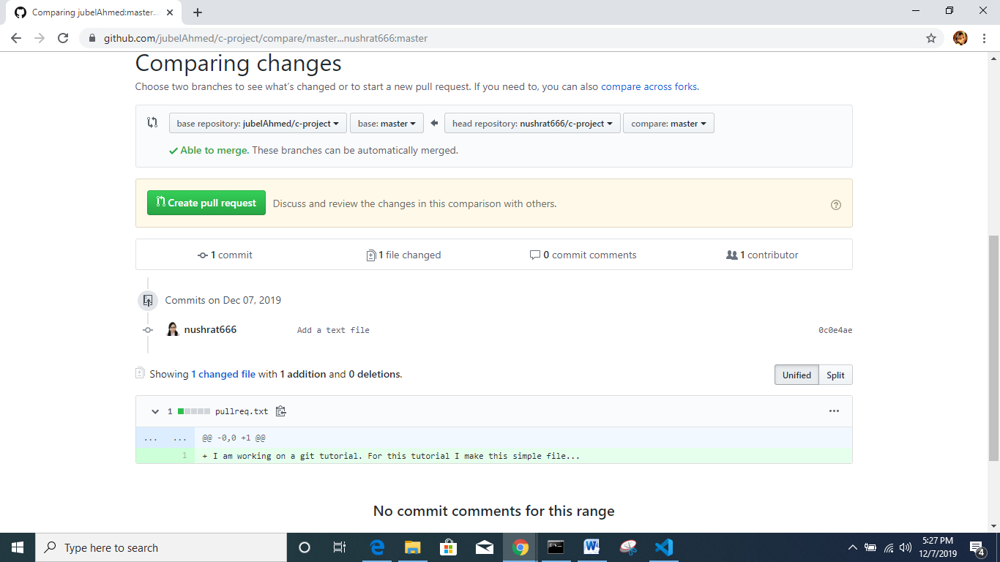 Comparing jubelAhmed:master...
github.com/jubelAhmed/c-project/compare/master...nushrat666:master
Comparing changes
Choose two branches to see what's changed or to start a new pull request. If you need to, you can also compare across forks.
base repository: jubelAhmed/c-project base: master head repository: nushrat666/c-project compare: master
Able to merge. These branches can be automatically merged.
Create pull request Discuss and review the changes in this comparison with others.
1 commit 1 file changed 0 commit comments 1 contributor
Commits on Dec 07, 2019
nushrat666 Add a text file 0c0e4ae
Showing 1 changed file with 1 addition and 0 deletions. Unified Split
1 pullreq.txt ...
... ... @@ -0,0 +1 @@
1 + I am working on a git tutorial. For this tutorial I make this simple file...
No commit comments for this range
Type here to search
5:27 PM
12/7/2019
4